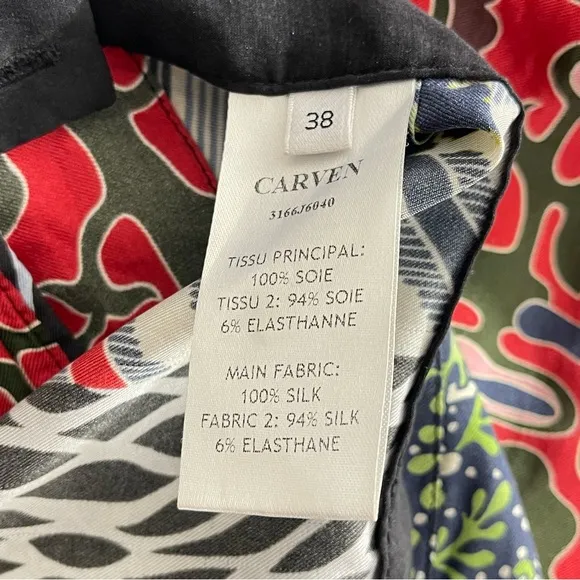 38
CARVEN
3166J6040
TISSU PRINCIPAL:
100% SOIE
TISSU 2: 94% SOIE
6% ELASTHANNE
MAIN FABRIC:
100% SILK
FABRIC 2: 94% SILK
6% ELASTHANE